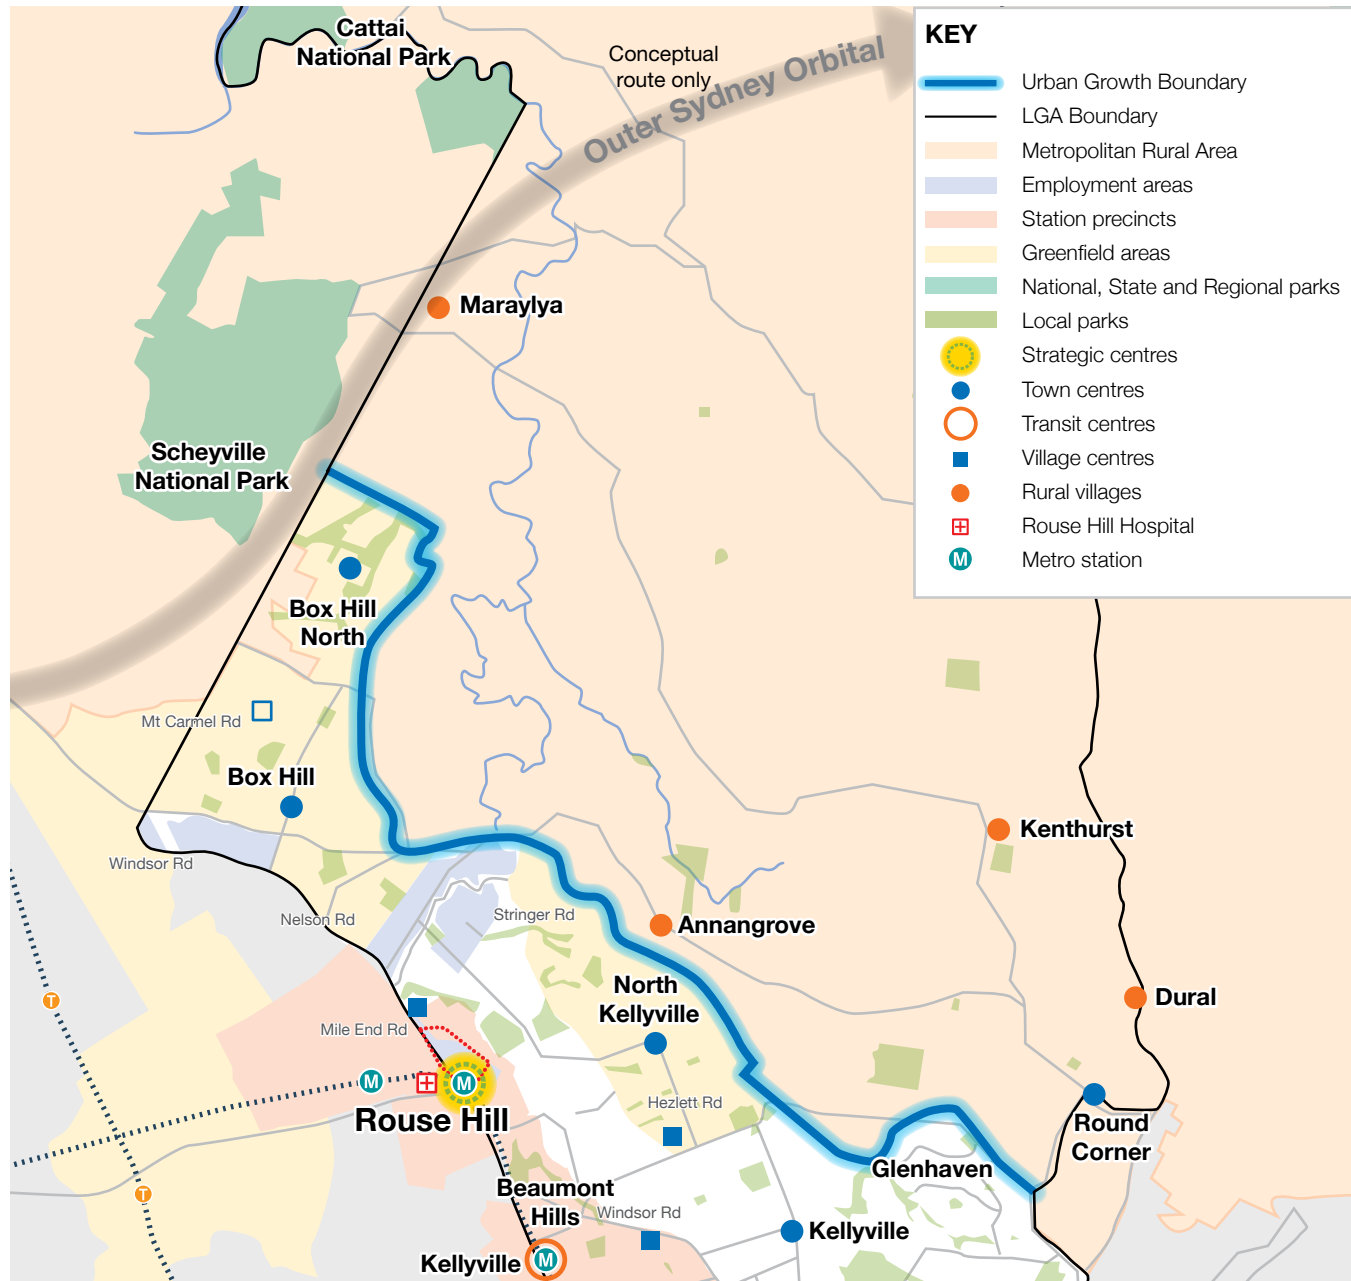 Cattai
National Park
Conceptual
route only
Outer Sydney Orbital
KEY
Urban Growth Boundary
LGA Boundary
Metropolitan Rural Area
Employment areas
Station precincts
Greenfield areas
National, State and Regional parks
Local parks
Strategic centres
Town centres
Transit centres
Village centres
Rural villages
Rouse Hill Hospital
M Metro station
Maraylya
Scheyville
National Park
Box Hill
North
Mt Carmel Rd
Box Hill
Windsor Rd
Nelson Rd
Stringer Rd
Kenthurst
Annangrove
North
Kellyville
Dural
T
Mile End Rd
M
M
Rouse Hill
Hezlett Rd
Round
Corner
Glenhaven
T
Beaumont
Hills
Windsor Rd
Kellyville
Kellyville
M